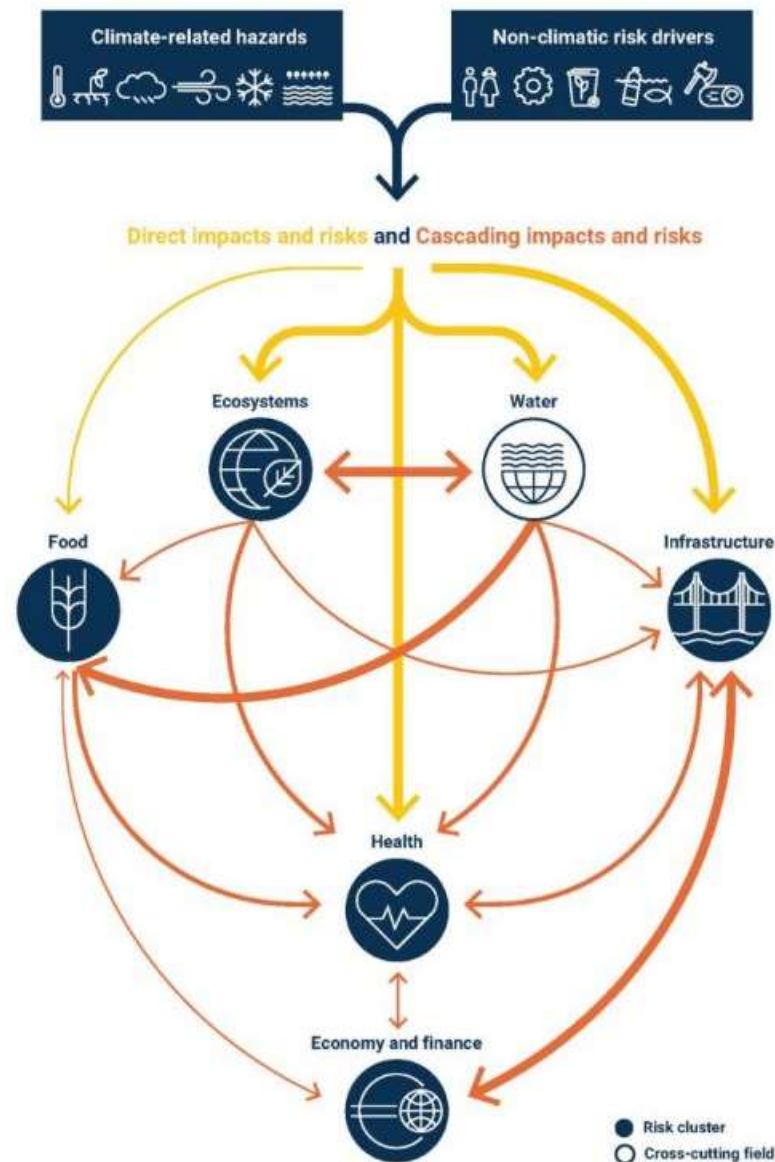 Climate-related hazards
Non-climatic risk drivers
Direct impacts and risks and Cascading impacts and risks
Ecosystems
Water
Food
Infrastructure
Health
Economy and finance
Risk cluster
Cross-cutting field